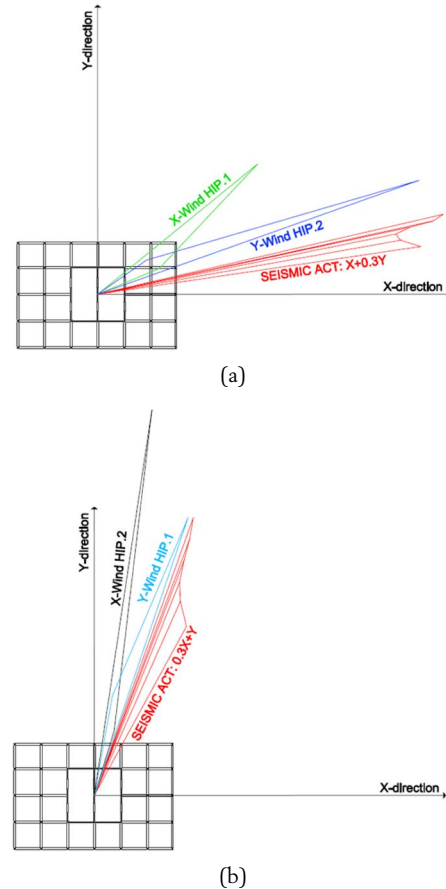 Y-direction
X-Wind HIP.1
Y-Wind HIP.2
SEISMIC ACT: X+0.3Y
X-direction
(a)
Y-direction
X-Wind HIP.2
Y-Wind HIP.1
SEISMIC ACT: 0.3X+Y
X-direction
(b)